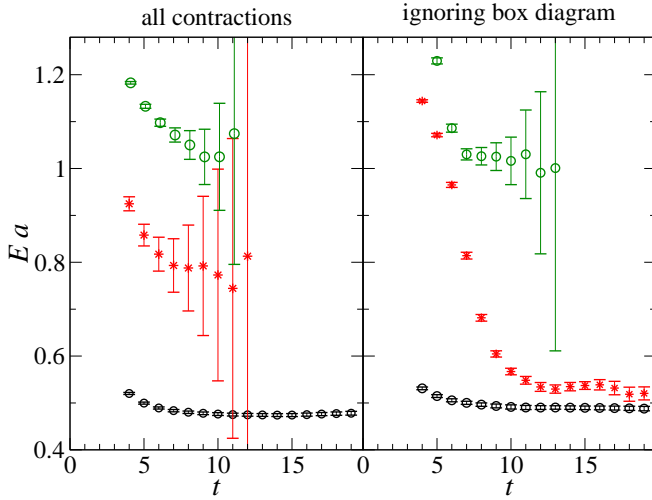 all contractions
ignoring box diagram
1.2
1
0.8
0.6
0.4
E a
0 5 10 15
0 5 10 15
t
t